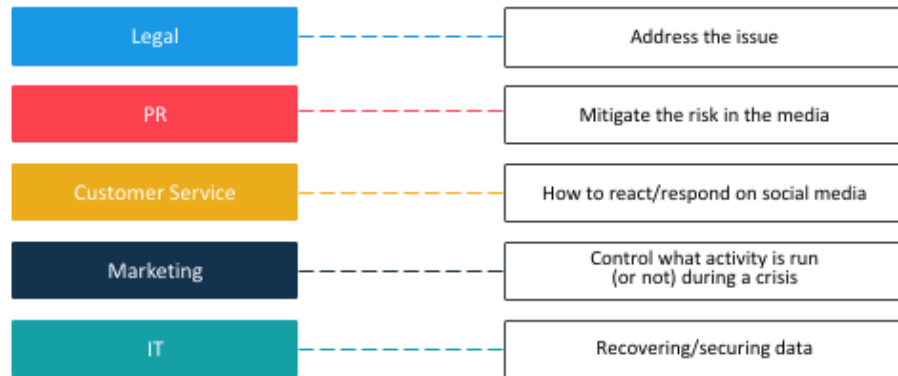 Legal
Address the issue
PR
Mitigate the risk in the media
Customer Service
How to react/respond on social media
Marketing
Control what activity is run
(or not) during a crisis
IT
Recovering/securing data